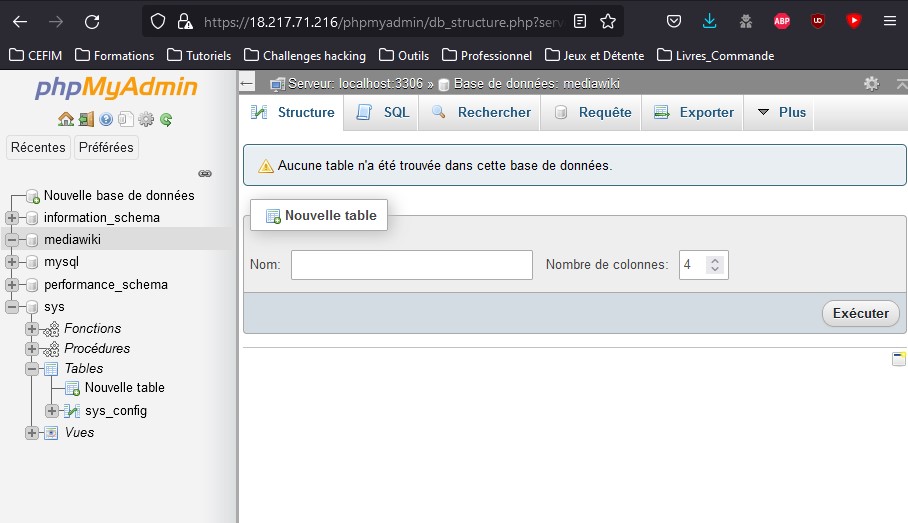 https://18.217.71.216/phpmyadmin/db_structure.php?serv
CEFIM Formations Tutoriels Challenges hacking Outils Professionnel Jeux et Détente Livres_Commande
phpMyAdmin
Récentes Préférées
Nouvelle base de données
information_schema
mediawiki
mysql
performance_schema
sys
Fonctions
Procédures
Tables
Nouvelle table
sys_config
Vues
Serveur: localhost:3306 » Base de données: mediawiki
Structure SQL Rechercher Requête Exporter Plus
Aucune table n'a été trouvée dans cette base de données.
Nouvelle table
Nom: Nombre de colonnes: 4
Exécuter